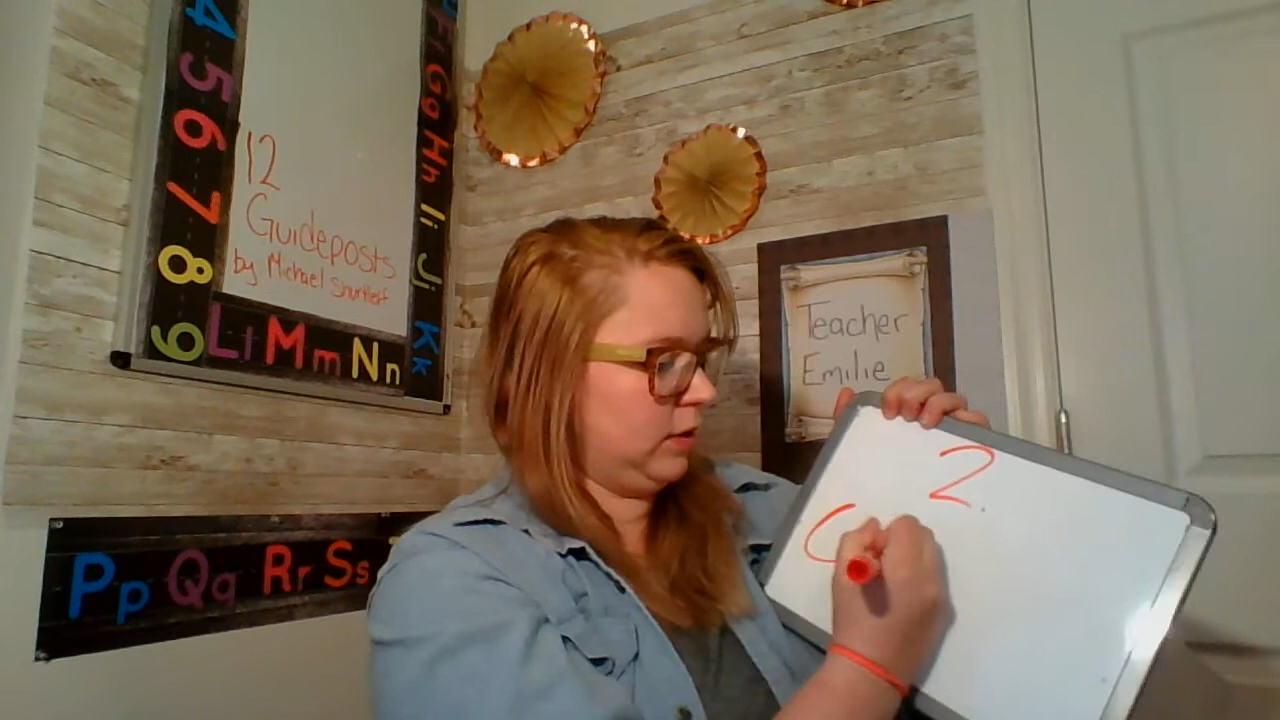 4
5
6
7
8
9
Ll Mm Nn
Ff
Gg
Hh
Ii
Jj
Kk
12
Guideposts
by Michael Shurtleff
Pp Qq Rr Ss
Teacher
Emilie
2.
C